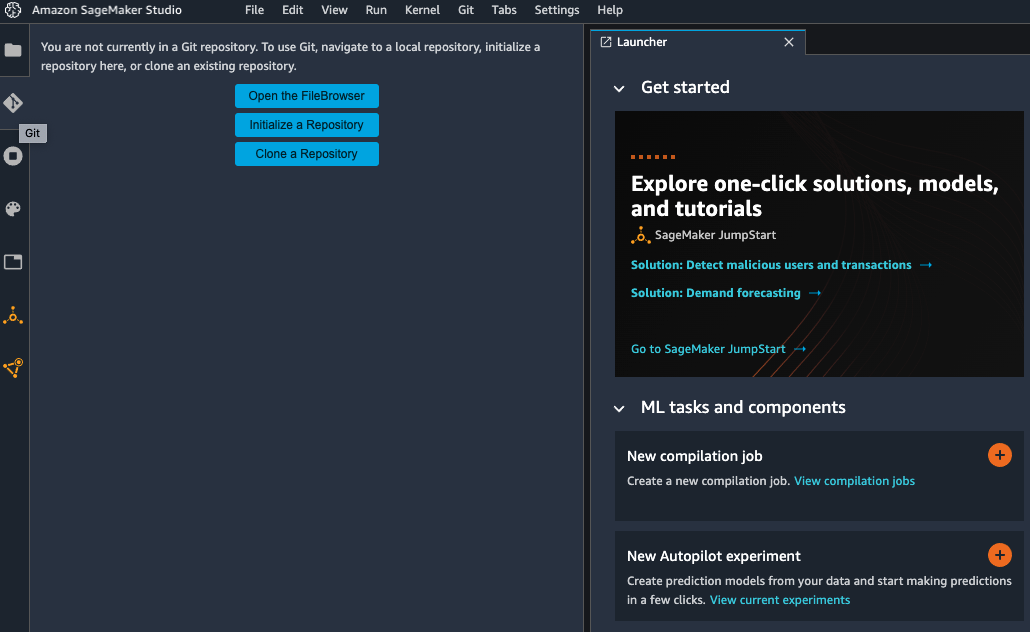 Amazon SageMaker Studio File Edit View Run Kernel Git Tabs Settings Help
You are not currently in a Git repository. To use Git, navigate to a local repository, initialize a
repository here, or clone an existing repository.
Open the FileBrowser
Initialize a Repository
Clone a Repository
Git
Launcher
Get started
Explore one-click solutions, models,
and tutorials
SageMaker JumpStart
Solution: Detect malicious users and transactions →
Solution: Demand forecasting →
Go to SageMaker JumpStart →
ML tasks and components
New compilation job
Create a new compilation job. View compilation jobs
New Autopilot experiment
Create prediction models from your data and start making predictions
in a few clicks. View current experiments